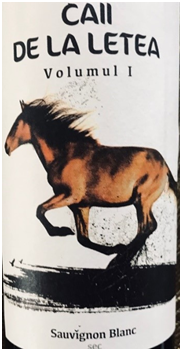 CAII
DE LA LETEA
Volumul I
Sauvignon Blanc
sec